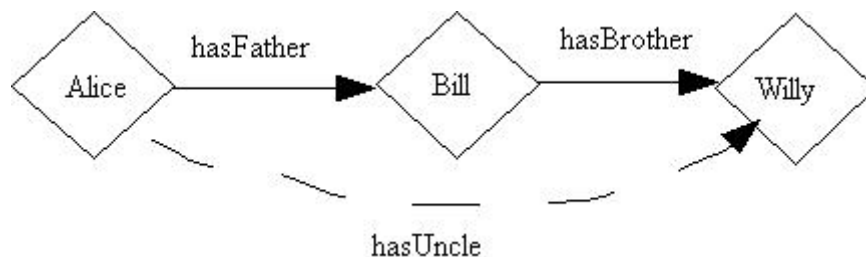 hasFather
hasBrother
Alice
Bill
Willy
hasUncle